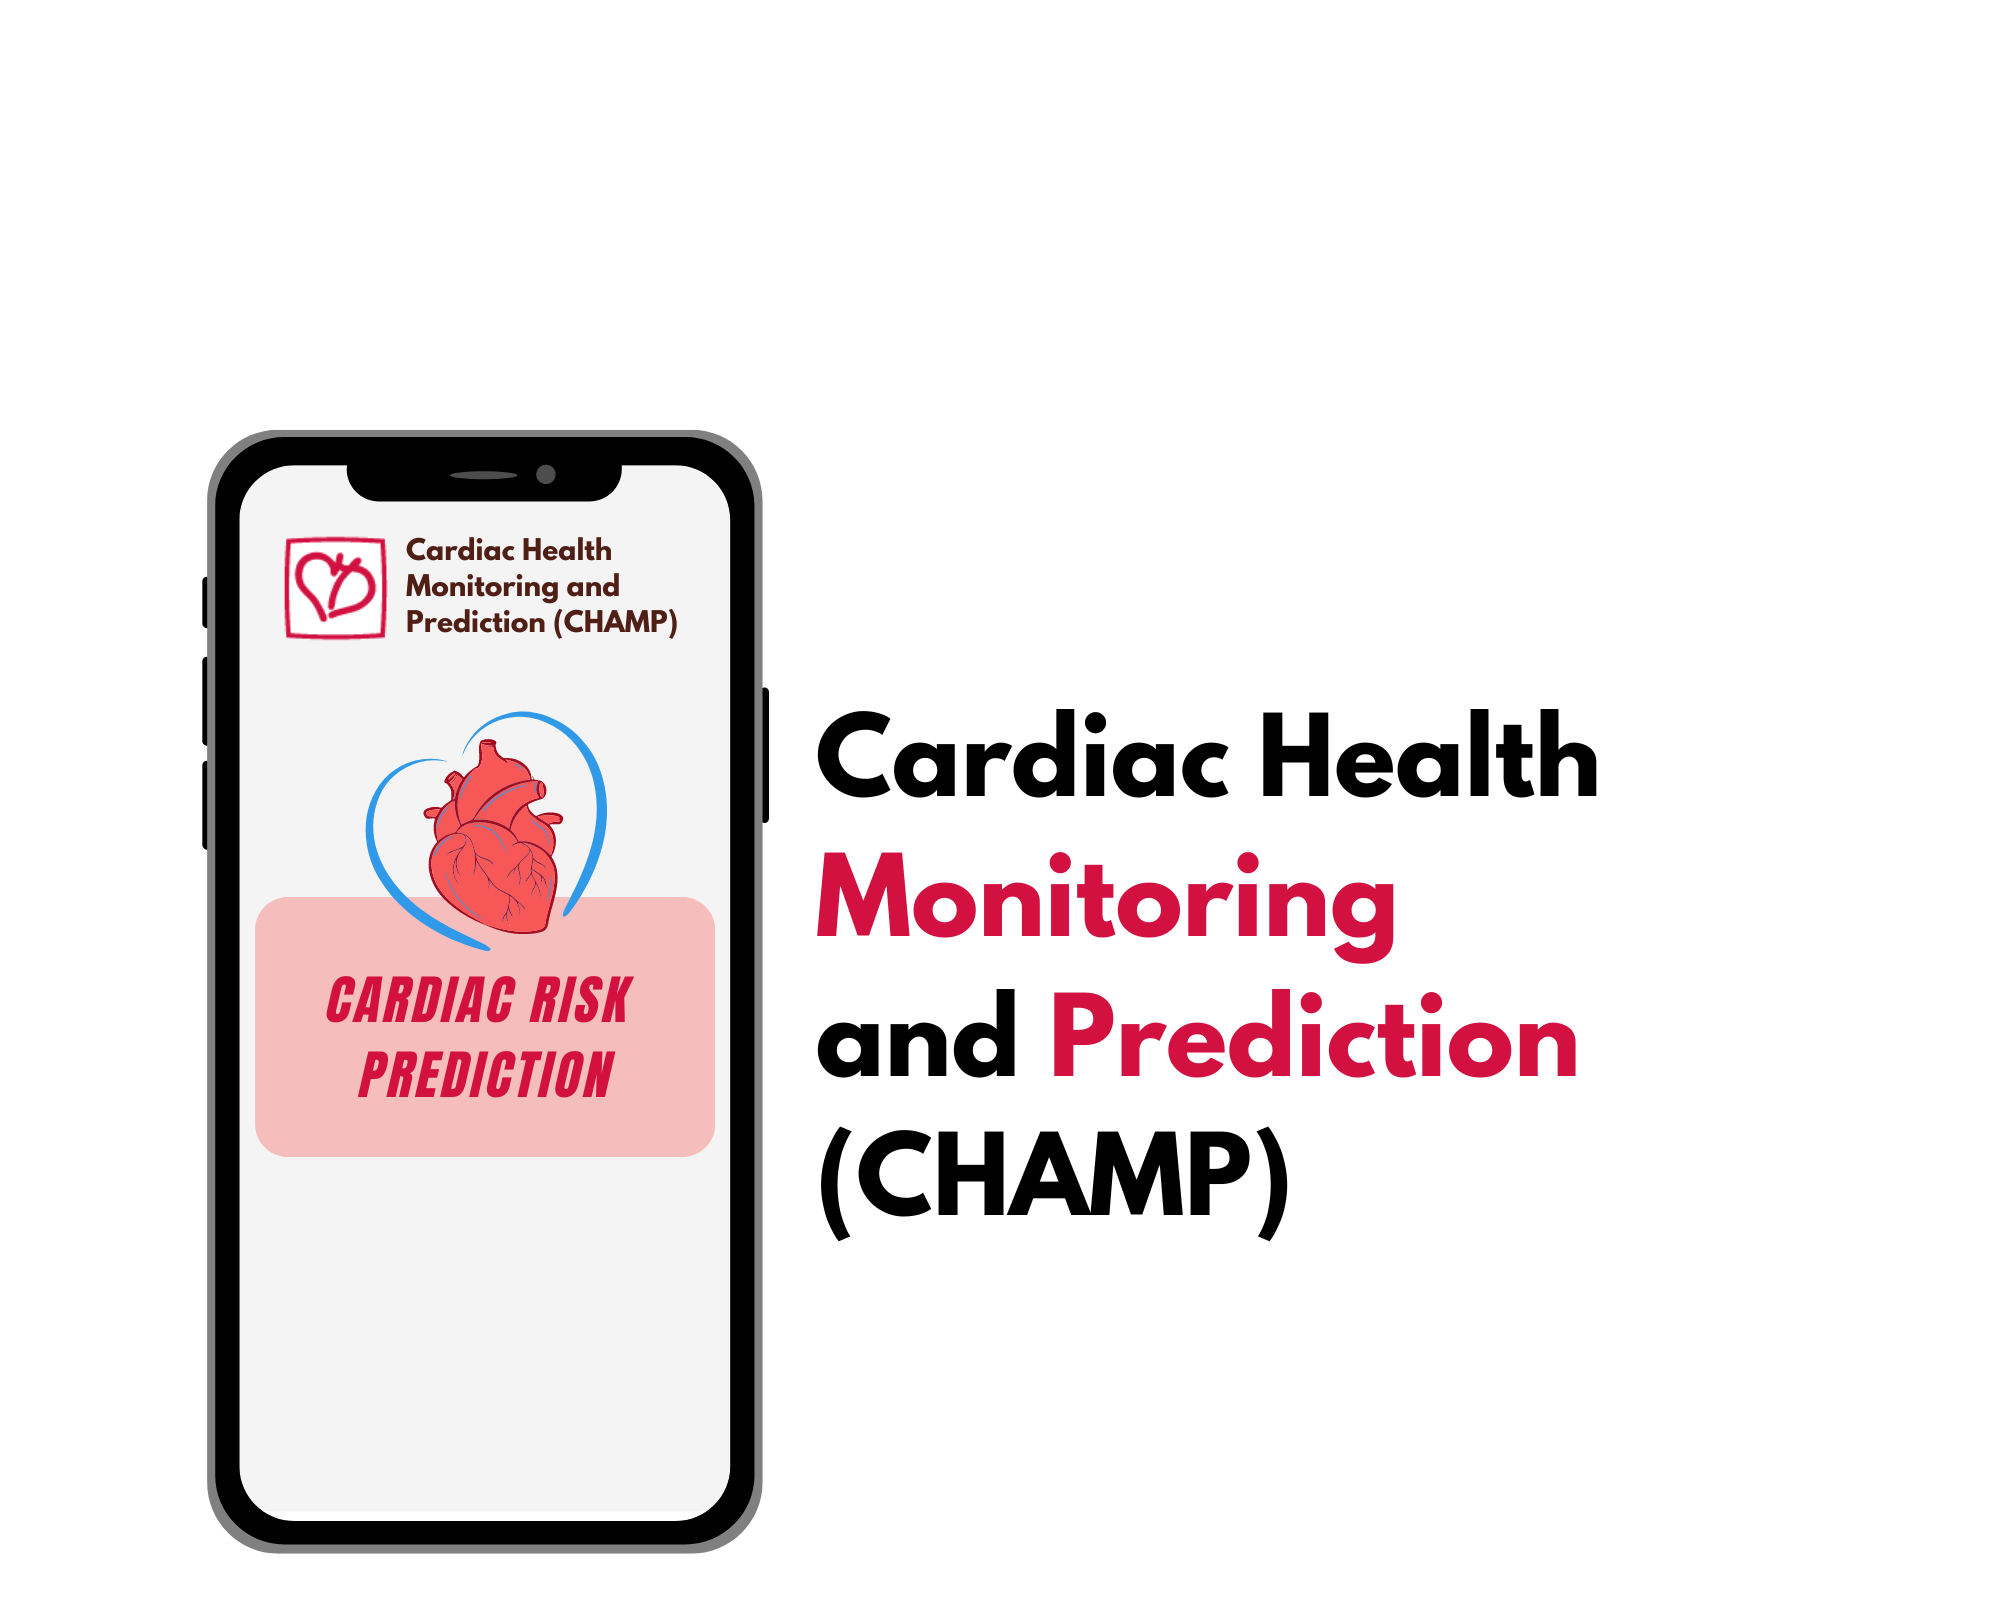 Cardiac Health
Monitoring and
Prediction (CHAMP)
CARDIAC RISK
PREDICTION
Cardiac Health
Monitoring
and Prediction
(CHAMP)